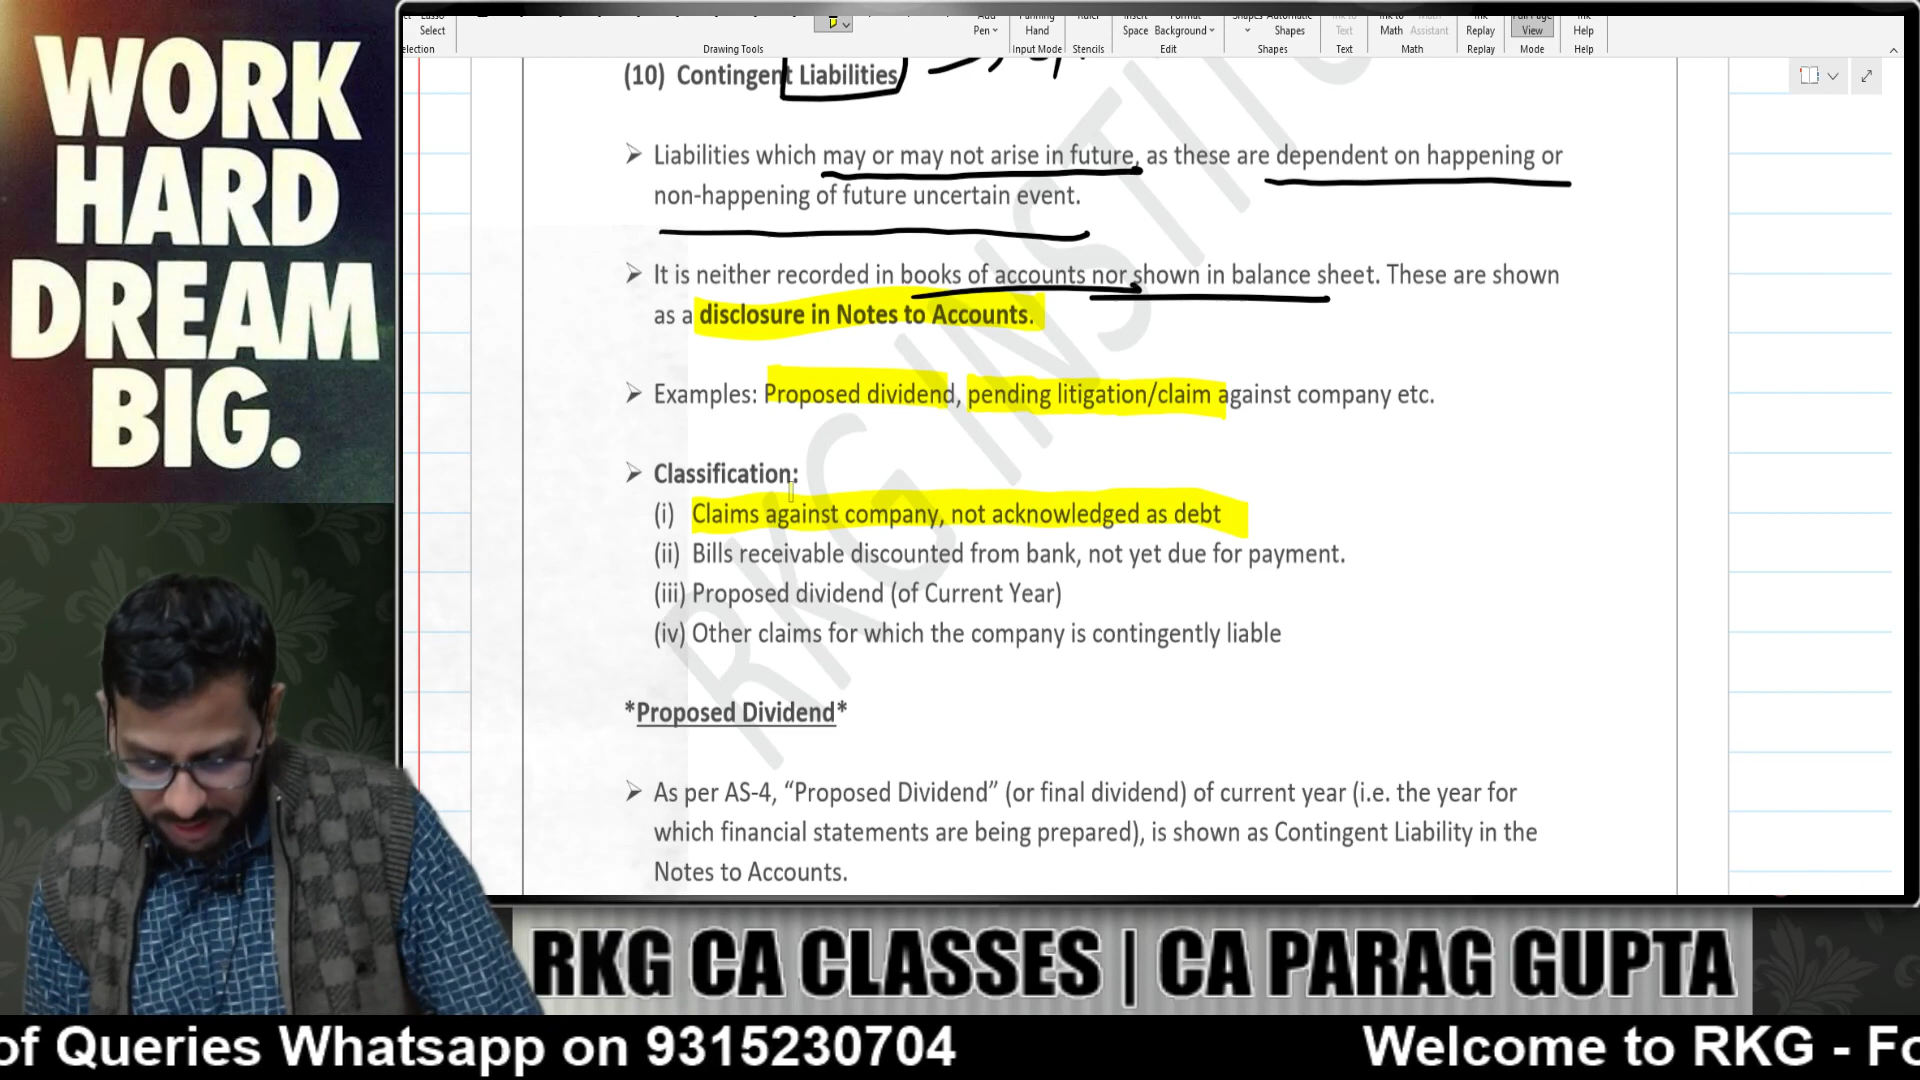 WORK
HARD
DREAM
BIG.
Select
Drawing Tools
Pen
Hand
Input Mode
Stencils
Space Background
Edit
Shapes
Shapes
Text
Text
Math Assistant
Math
Replay
Replay
View
Mode
Help
Help
(10) Contingent Liabilities
➢ Liabilities which may or may not arise in future, as these are dependent on happening or
non-happening of future uncertain event.
➢ It is neither recorded in books of accounts nor shown in balance sheet. These are shown
as a disclosure in Notes to Accounts.
➢ Examples: Proposed dividend, pending litigation/claim against company etc.
➢ Classification:
(i) Claims against company, not acknowledged as debt
(ii) Bills receivable discounted from bank, not yet due for payment.
(iii) Proposed dividend (of Current Year)
(iv) Other claims for which the company is contingently liable
*Proposed Dividend*
➢ As per AS-4, “Proposed Dividend” (or final dividend) of current year (i.e. the year for
which financial statements are being prepared), is shown as Contingent Liability in the
Notes to Accounts.
RKG INSTITU
RKG CA CLASSES | CA PARAG GUPTA
of Queries Whatsapp on 9315230704 Welcome to RKG - Fo